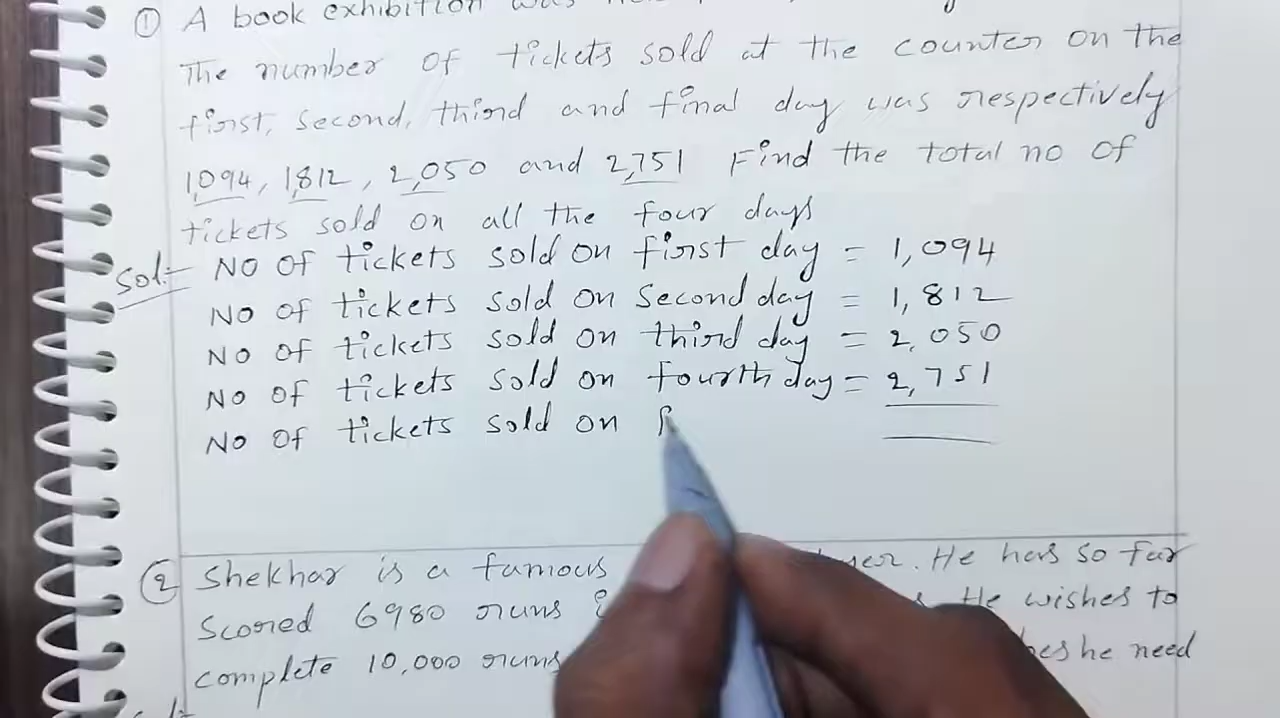 ① A book exhibition was
The number of tickets sold at the counter on the
first, second, third and final day was respectively
1,094, 1,812, 2,050 and 2,751 Find the total no of
tickets sold on all the four days
Sol:- No of tickets sold on first day = 1,094
No of tickets sold on second day = 1,812
No of tickets sold on third day = 2,050
No of tickets sold on fourth day = 2,751
No of tickets sold on
② Shekhar is a famous He has so far
Scored 6980 runs He wishes to
complete 10,000 runs he need